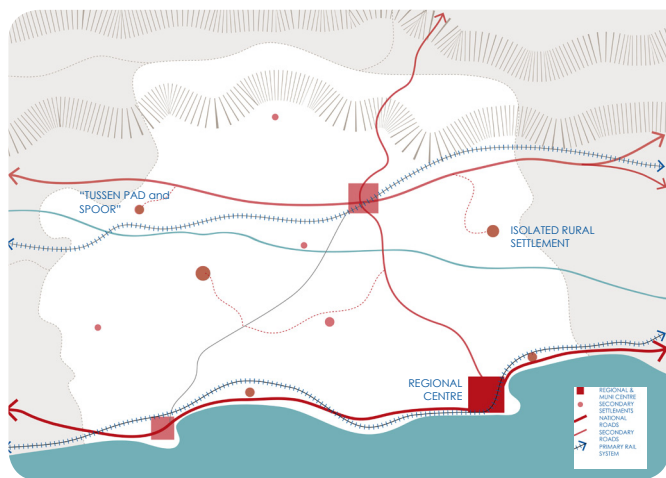 "TUSSEN PAD and
SPOOR"
ISOLATED RURAL
SETTLEMENT
REGIONAL
CENTRE
REGIONAL &
MUNI CENTRE
SECONDARY
SETTLEMENTS
NATIONAL
ROADS
SECONDARY
ROADS
PRIMARY RAIL
SYSTEM